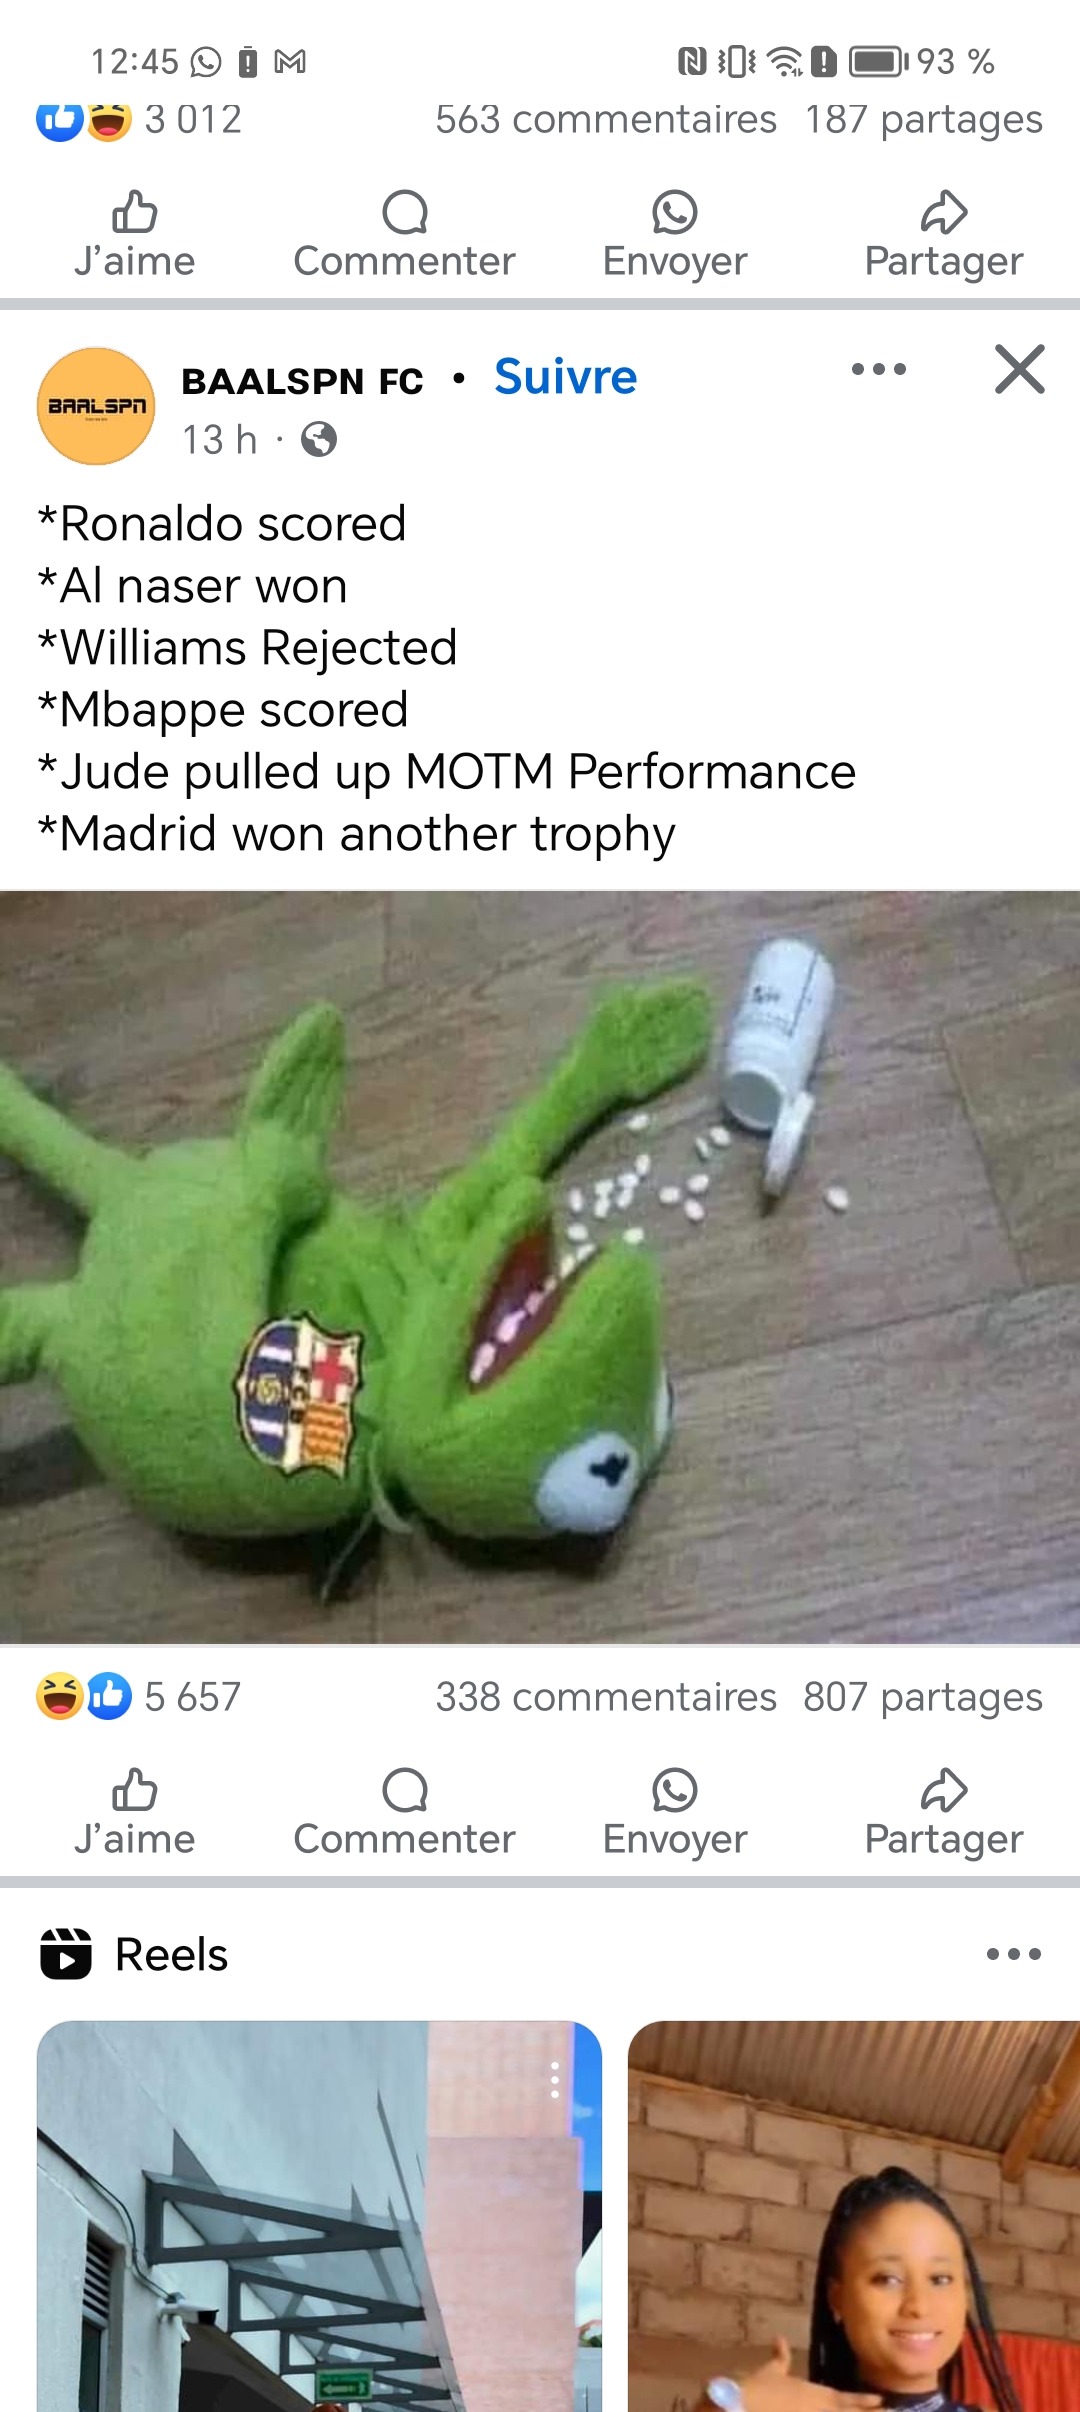 12:45 93 %
3 012 563 commentaires 187 partages
J’aime Commenter Envoyer Partager
BAALSPN
BAALSPN FC • Suivre
13 h ·
*Ronaldo scored
*Al naser won
*Williams Rejected
*Mbappe scored
*Jude pulled up MOTM Performance
*Madrid won another trophy
5 657 338 commentaires 807 partages
J’aime Commenter Envoyer Partager
Reels